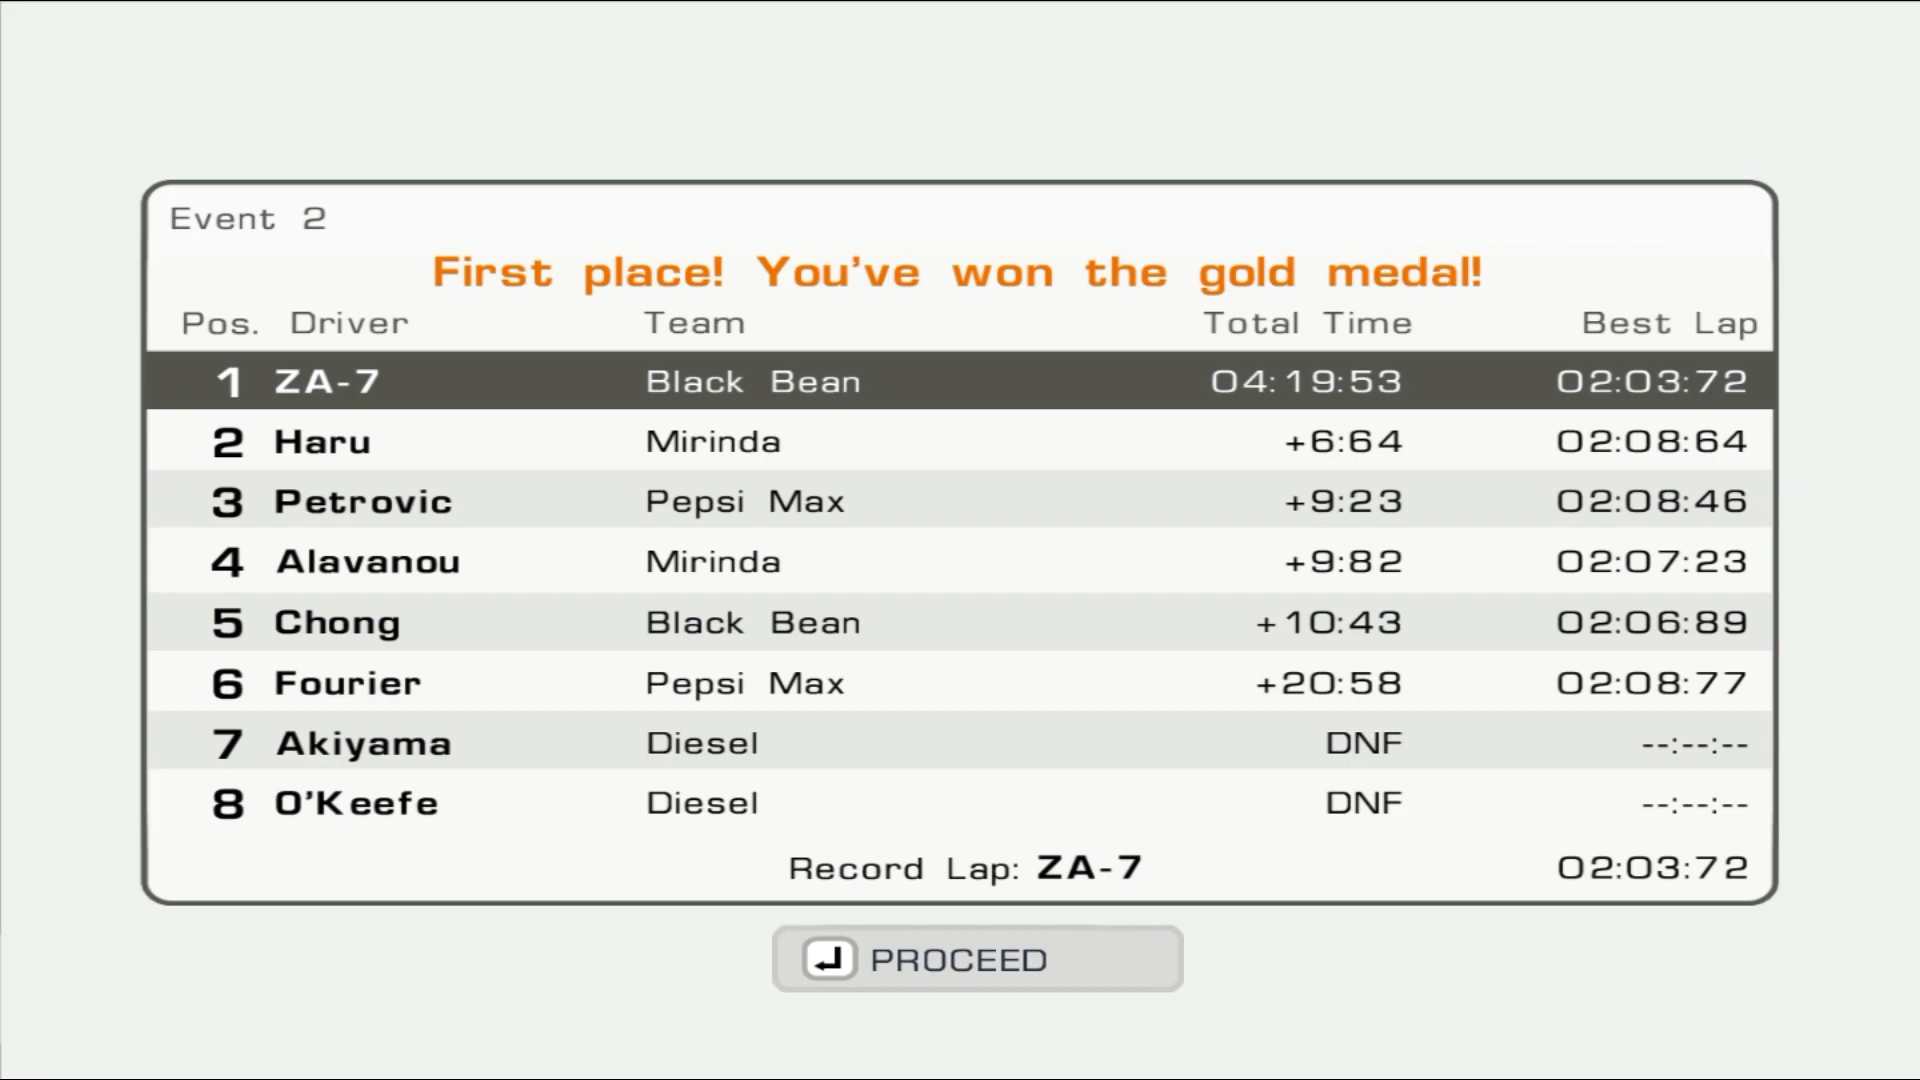 Event 2
First place! You've won the gold medal!
Pos. Driver Team Total Time Best Lap
1 ZA-7 Black Bean 04:19:53 02:03:72
2 Haru Mirinda +6:64 02:08:64
3 Petrovic Pepsi Max +9:23 02:08:46
4 Alavanou Mirinda +9:82 02:07:23
5 Chong Black Bean +10:43 02:06:89
6 Fourier Pepsi Max +20:58 02:08:77
7 Akiyama Diesel DNF --:--:--
8 O'Keefe Diesel DNF --:--:--
Record Lap: ZA-7 02:03:72
PROCEED